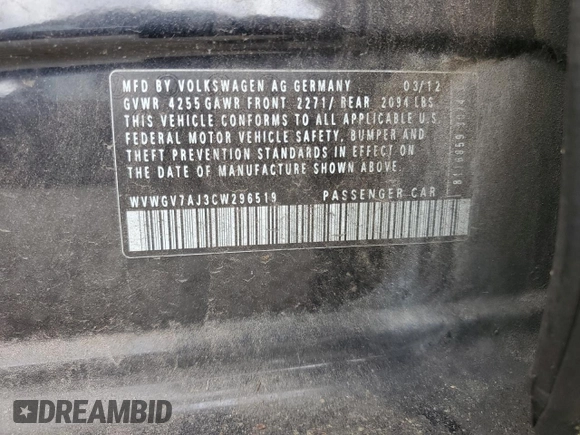 MFD BY VOLKSWAGEN AG GERMANY 03/12
GVWR 4255 GAWR FRONT 2271/ REAR 2094 LBS
THIS VEHICLE CONFORMS TO ALL APPLICABLE U.S.
FEDERAL MOTOR VEHICLE SAFETY, BUMPER AND
THEFT PREVENTION STANDARDS IN EFFECT ON
THE DATE OF MANUFACTURE SHOWN ABOVE.
WVWGV7AJ3CW296519 PASSENGER CAR
DREAMBID